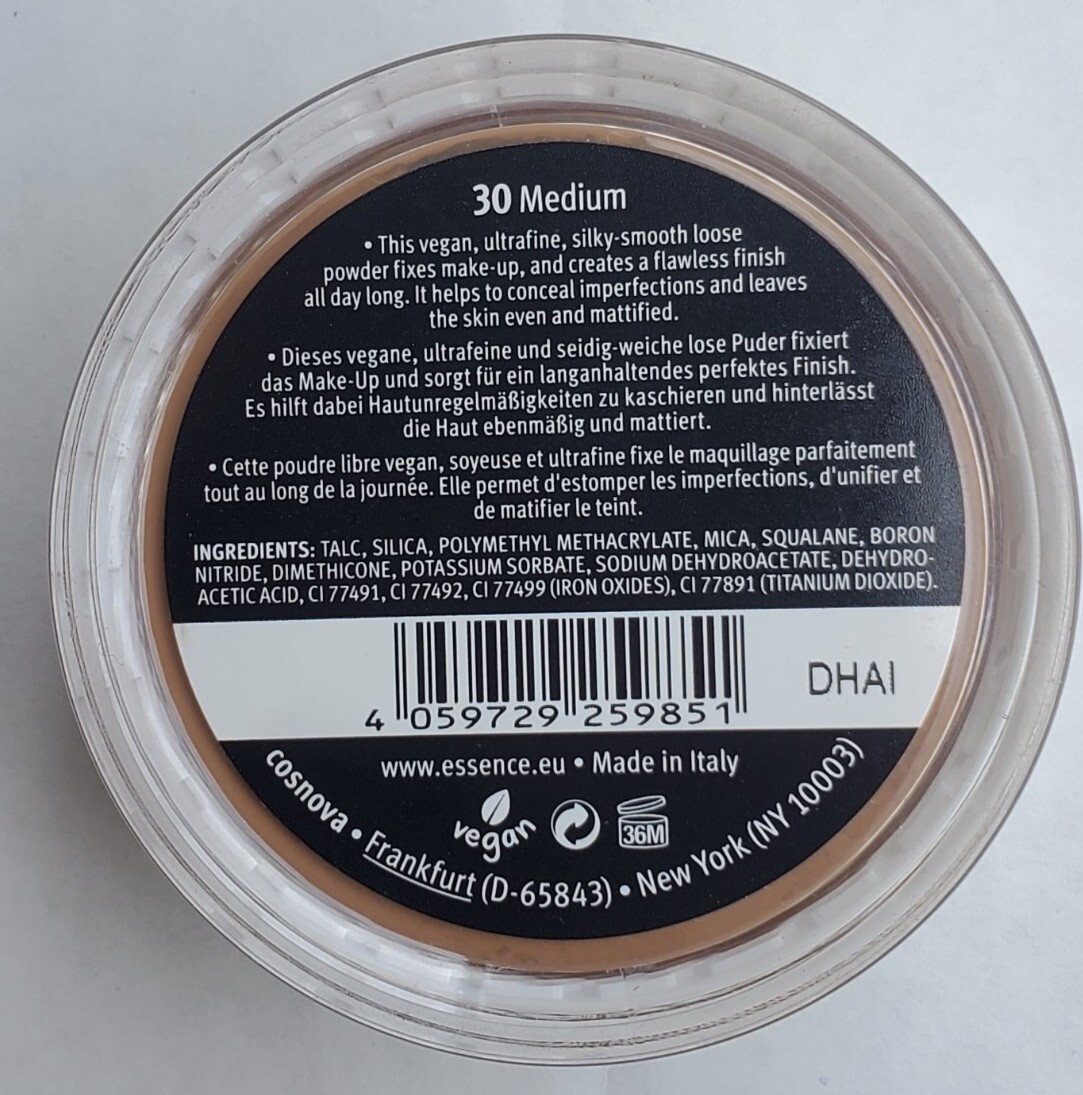 30 Medium
• This vegan, ultrafine, silky-smooth loose
powder fixes make-up, and creates a flawless finish
all day long. It helps to conceal imperfections and leaves
the skin even and mattified.
• Dieses vegane, ultrafeine und seidig-weiche lose Puder fixiert
das Make-Up und sorgt für ein langanhaltendes perfektes Finish.
Es hilft dabei Hautunregelmäßigkeiten zu kaschieren und hinterlässt
die Haut ebenmäßig und mattiert.
• Cette poudre libre vegan, soyeuse et ultrafine fixe le maquillage parfaitement
tout au long de la journée. Elle permet d'estomper les imperfections, d'unifier et
de matifier le teint.
INGREDIENTS: TALC, SILICA, POLYMETHYL METHACRYLATE, MICA, SQUALANE, BORON
NITRIDE, DIMETHICONE, POTASSIUM SORBATE, SODIUM DEHYDROACETATE, DEHYDRO-
ACETIC ACID, CI 77491, CI 77492, CI 77499 (IRON OXIDES), CI 77891 (TITANIUM DIOXIDE).
DHAI
4 059729 259851
www.essence.eu • Made in Italy
vegan
36M
cosnova • Frankfurt (D-65843) • New York (NY 10003)